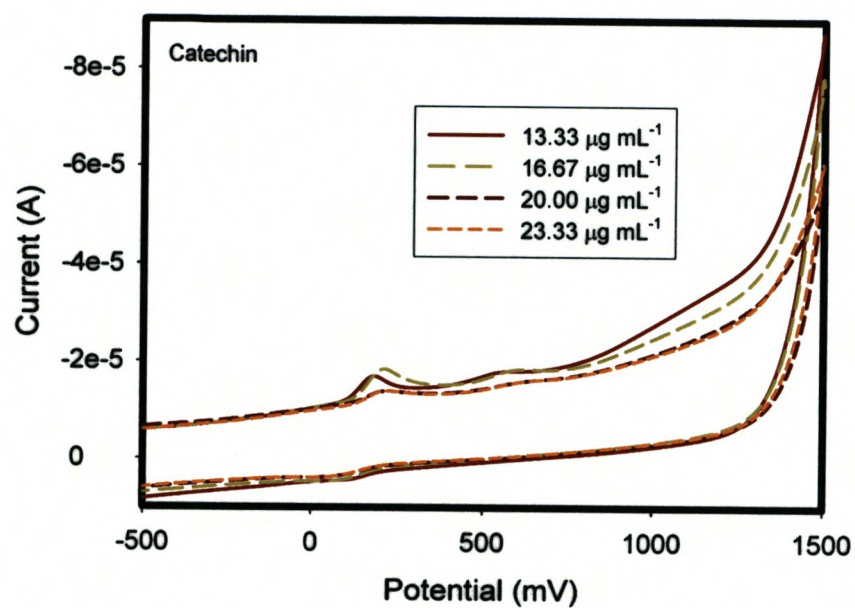 Catechin
13.33 μg mL⁻¹
16.67 μg mL⁻¹
20.00 μg mL⁻¹
23.33 μg mL⁻¹
Current (A)
-8e-5
-6e-5
-4e-5
-2e-5
0
-500
0
500
1000
1500
Potential (mV)